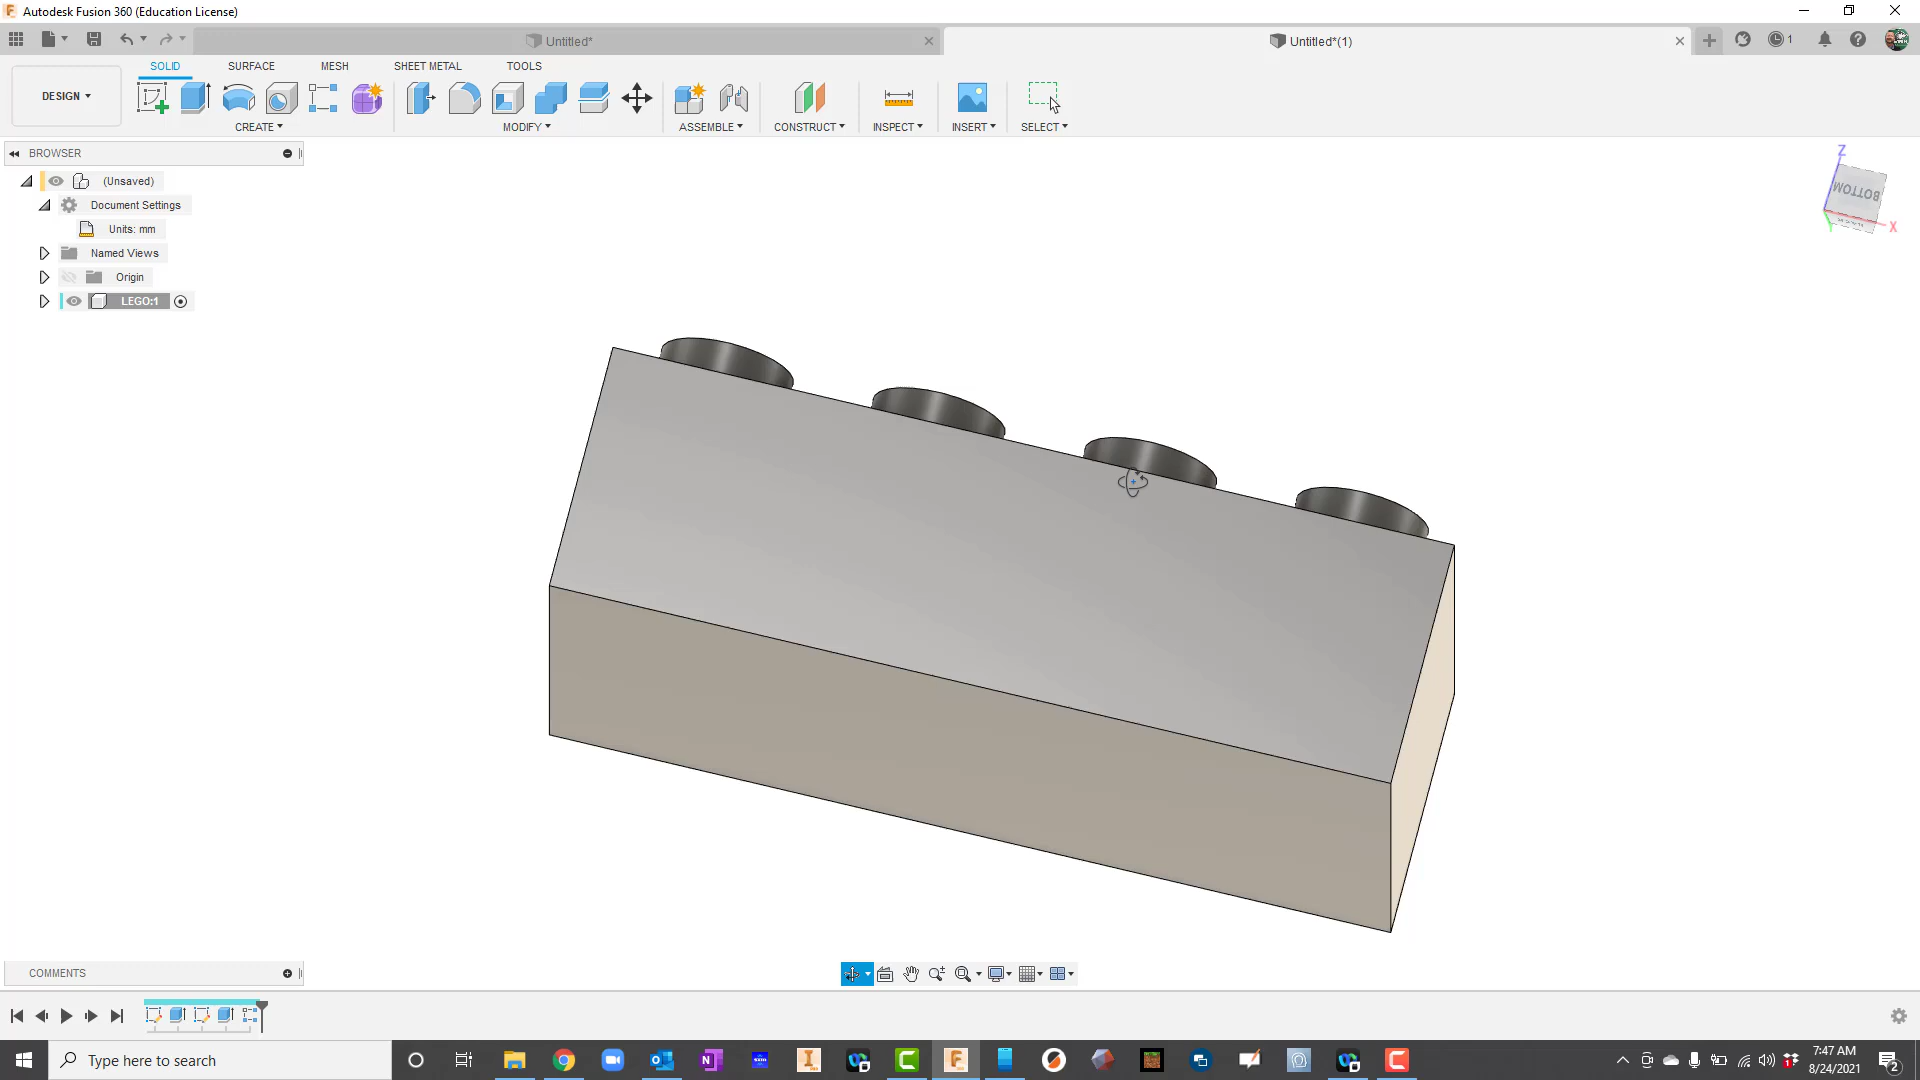 Autodesk Fusion 360 (Education License)
Untitled*
Untitled*(1)
1
SOLID
SURFACE
MESH
SHEET METAL
TOOLS
DESIGN
CREATE
MODIFY
ASSEMBLE
CONSTRUCT
INSPECT
INSERT
SELECT
BROWSER
(Unsaved)
Document Settings
Units: mm
Named Views
Origin
LEGO:1
Z
BOTTOM
X
COMMENTS
Type here to search
7:47 AM
8/24/2021
2